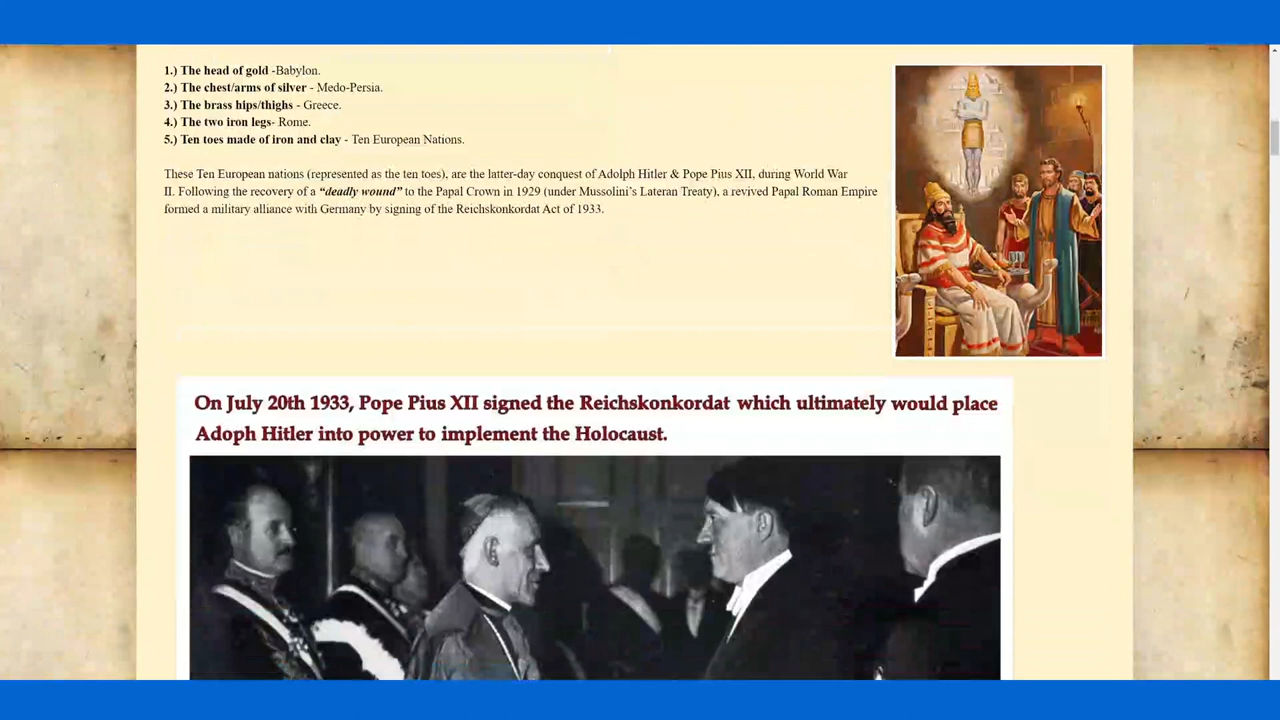 1.) The head of gold -Babylon.
2.) The chest/arms of silver - Medo-Persia.
3.) The brass hips/thighs - Greece.
4.) The two iron legs- Rome.
5.) Ten toes made of iron and clay - Ten European Nations.
These Ten European nations (represented as the ten toes), are the latter-day conquest of Adolph Hitler & Pope Pius XII, during World War
II. Following the recovery of a “deadly wound” to the Papal Crown in 1929 (under Mussolini’s Lateran Treaty), a revived Papal Roman Empire
formed a military alliance with Germany by signing of the Reichskonkordat Act of 1933.
On July 20th 1933, Pope Pius XII signed the Reichskonkordat which ultimately would place
Adoph Hitler into power to implement the Holocaust.